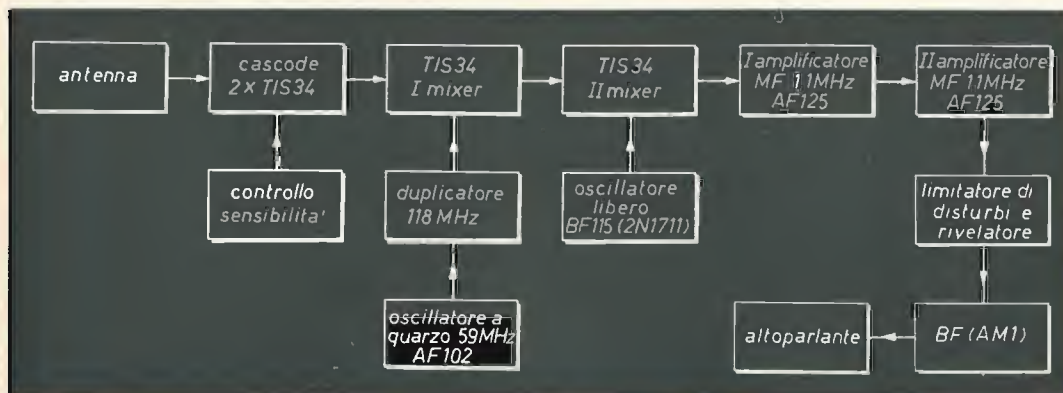 antenna
cascode
2 x TIS34
TIS34
I mixer
TIS34
II mixer
I amplificatore
MF 11MHz
AF125
II amplificatore
MF 11MHz
AF125
controllo
sensibilita'
duplicatore
118 MHz
oscillatore
libero
BF115 (2N1711)
limitatore di
disturbi e
rivelatore
oscillatore a
quarzo 59MHz
AF102
altoparlante
BF (AM1)